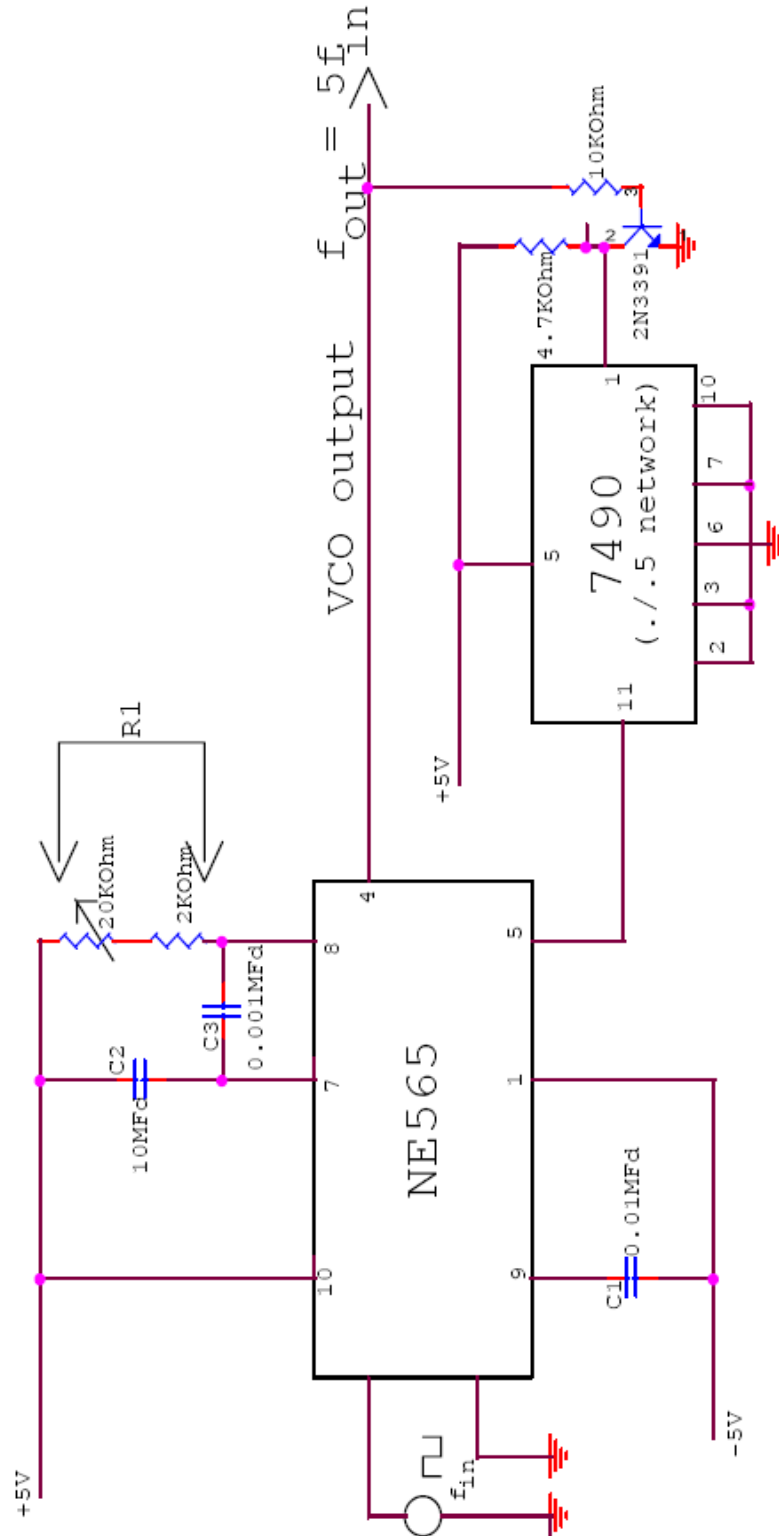 +5V
R1
20KOhm
2KOhm
C2
10MFd
C3
0.001MFd
10
7
8
NE565
4
VCO output
fout = 5fin
fin
9
1
5
C1
0.01MFd
-5V
+5V
4.7KOhm
10KOhm
2
3
1
2N3391
5
11
1
7490
(./.5 network)
2
3
6
7
10